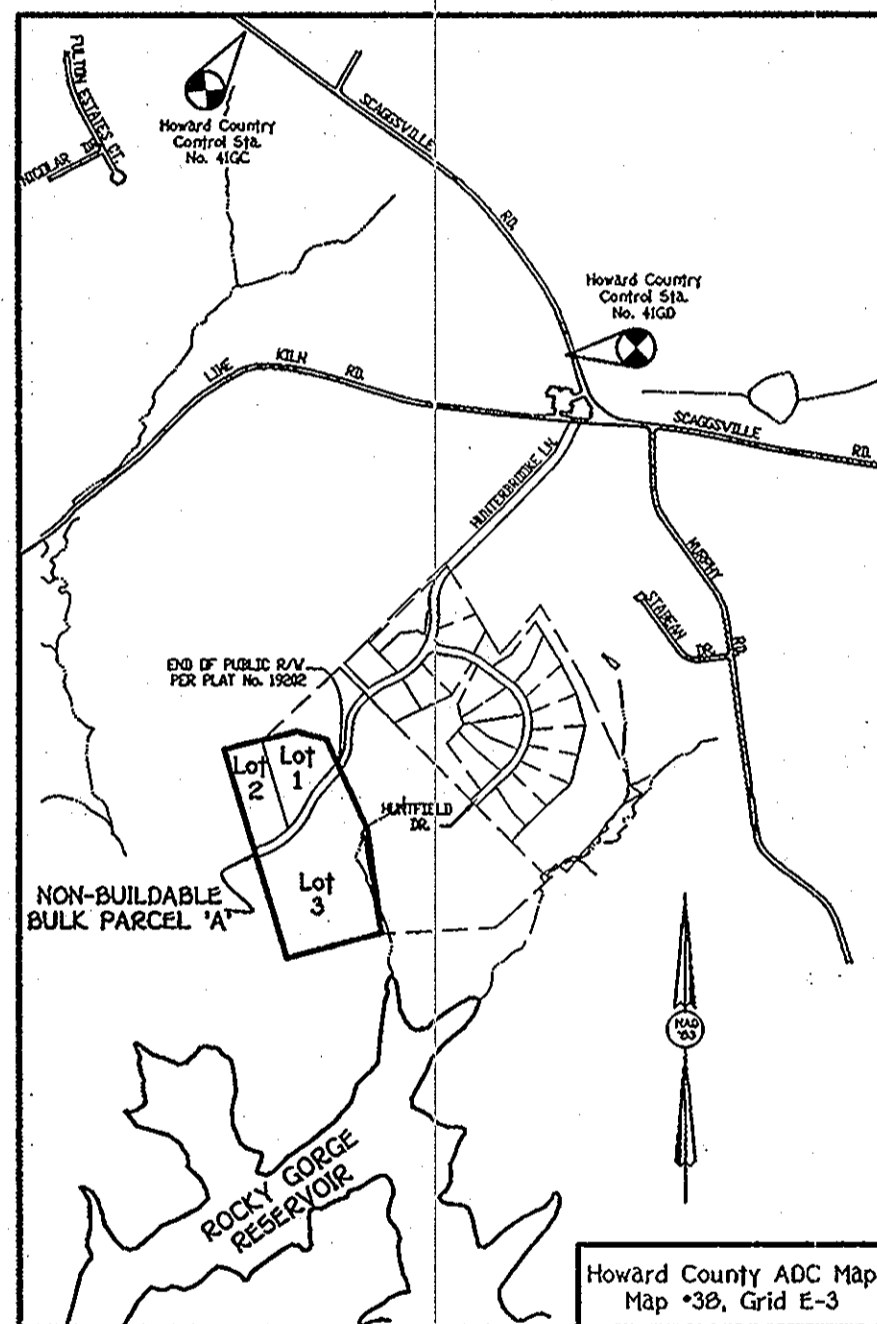 FULTON ESTATES CT.
NICOLAR DR.
Howard Country
Control Sta.
No. 41GC
SCAGGSVILLE
RD.
Howard Country
Control Sta.
No. 41GD
LIME
KILN
RD.
SCAGGSVILLE
RD.
HUNTERBROOKE LN.
MURPHY
RD.
STABEAN
DR.
END OF PUBLIC R/W
PER PLAT No. 19202
Lot
2
Lot
1
HUNTFIELD
DR.
Lot
3
NON-BUILDABLE
BULK PARCEL 'A'
NAD
'83
ROCKY GORGE
RESERVOIR
Howard County ADC Map
Map #38, Grid E-3